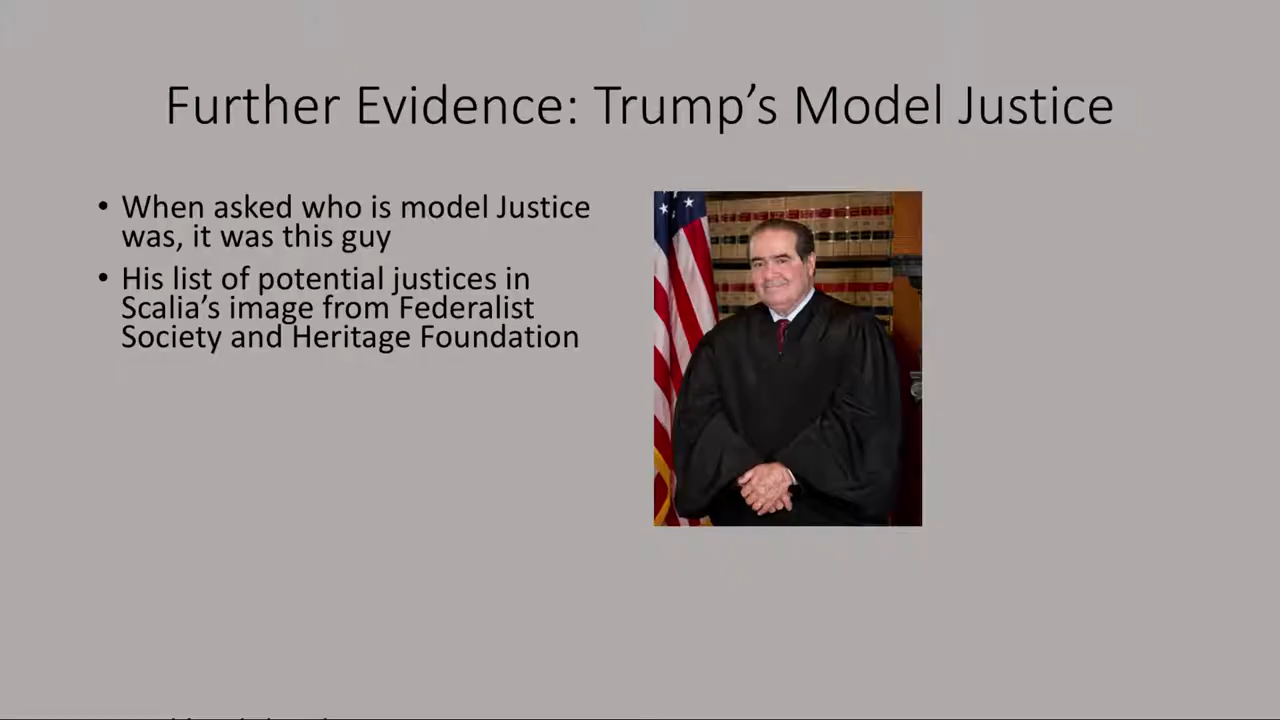 Further Evidence: Trump’s Model Justice
• When asked who is model Justice
was, it was this guy
• His list of potential justices in
Scalia’s image from Federalist
Society and Heritage Foundation